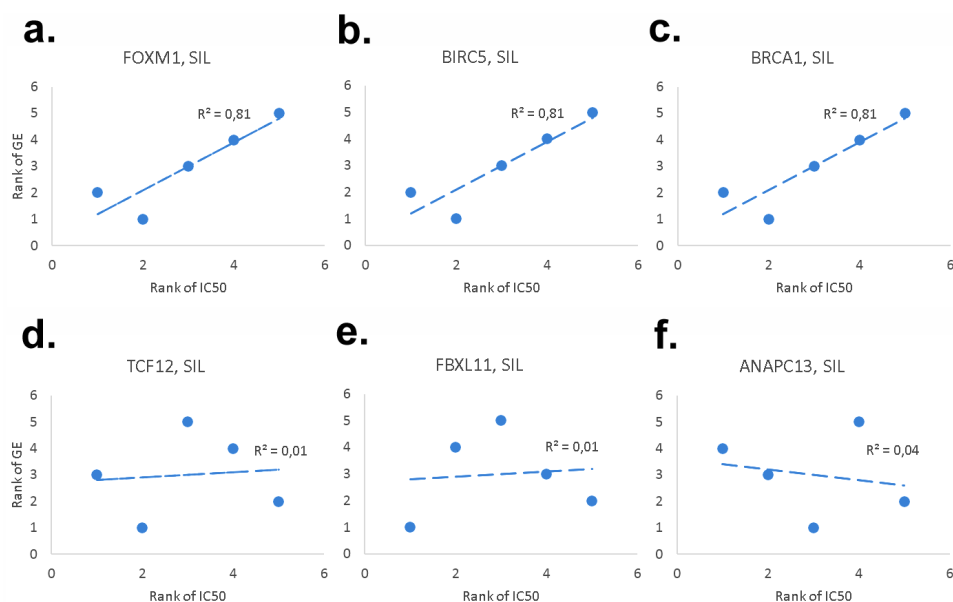 a.
FOXM1, SIL
R² = 0,81
Rank of GE
6
5
4
3
2
1
0
0 2 4 6
Rank of IC50
b.
BIRC5, SIL
R² = 0,81
6
5
4
3
2
1
0
0 2 4 6
Rank of IC50
c.
BRCA1, SIL
R² = 0,81
6
5
4
3
2
1
0
0 2 4 6
Rank of IC50
d.
TCF12, SIL
R² = 0,01
Rank of GE
6
5
4
3
2
1
0
0 2 4 6
Rank of IC50
e.
FBXL11, SIL
R² = 0,01
6
5
4
3
2
1
0
0 2 4 6
Rank of IC50
f.
ANAPC13, SIL
R² = 0,04
6
5
4
3
2
1
0
0 2 4 6
Rank of IC50